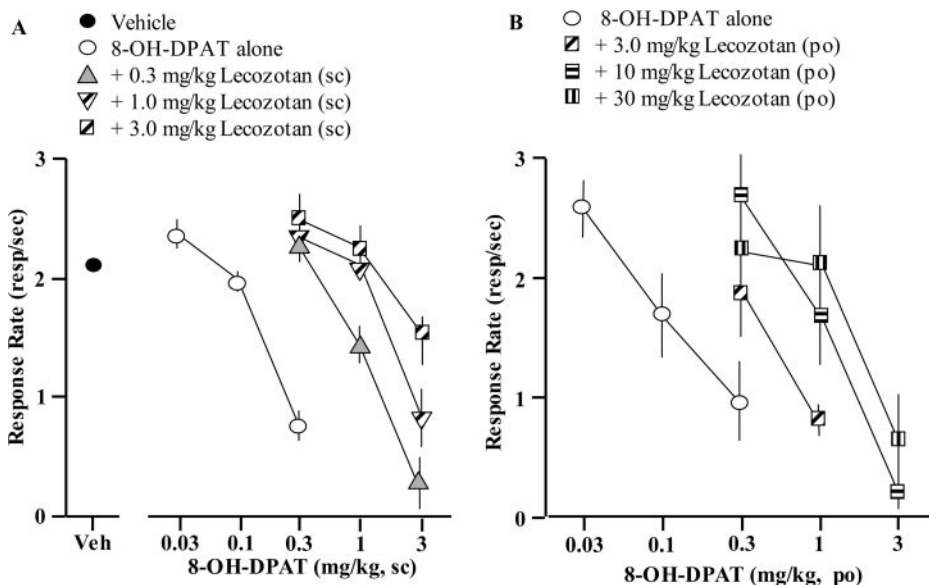 A
Vehicle
8-OH-DPAT alone
+ 0.3 mg/kg Lecozotan (sc)
+ 1.0 mg/kg Lecozotan (sc)
+ 3.0 mg/kg Lecozotan (sc)
3
2
1
0
Response Rate (resp/sec)
Veh
0.03 0.1 0.3 1 3
8-OH-DPAT (mg/kg, sc)
B
8-OH-DPAT alone
+ 3.0 mg/kg Lecozotan (po)
+ 10 mg/kg Lecozotan (po)
+ 30 mg/kg Lecozotan (po)
3
2
1
0
Response Rate (resp/sec)
0.03 0.1 0.3 1 3
8-OH-DPAT (mg/kg, po)